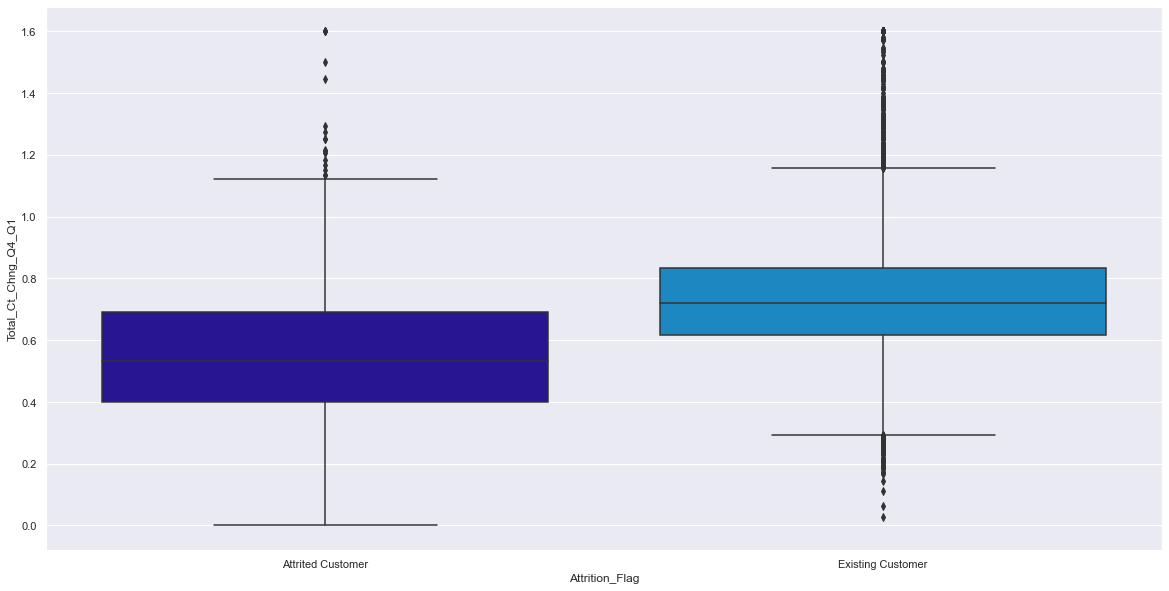 Total_Ct_Chng_Q4_Q1
1.6
1.4
1.2
1.0
0.8
0.6
0.4
0.2
0.0
Attrited Customer
Existing Customer
Attrition_Flag